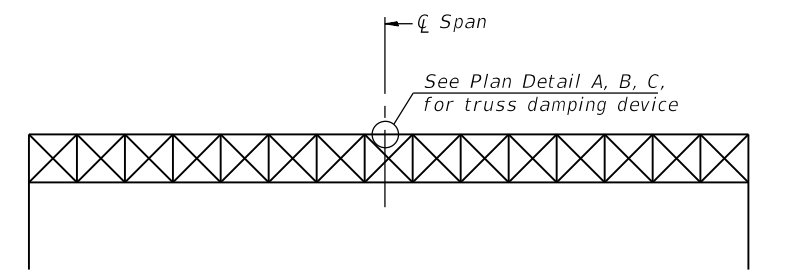 ℄ Span
See Plan Detail A, B, C,
for truss damping device